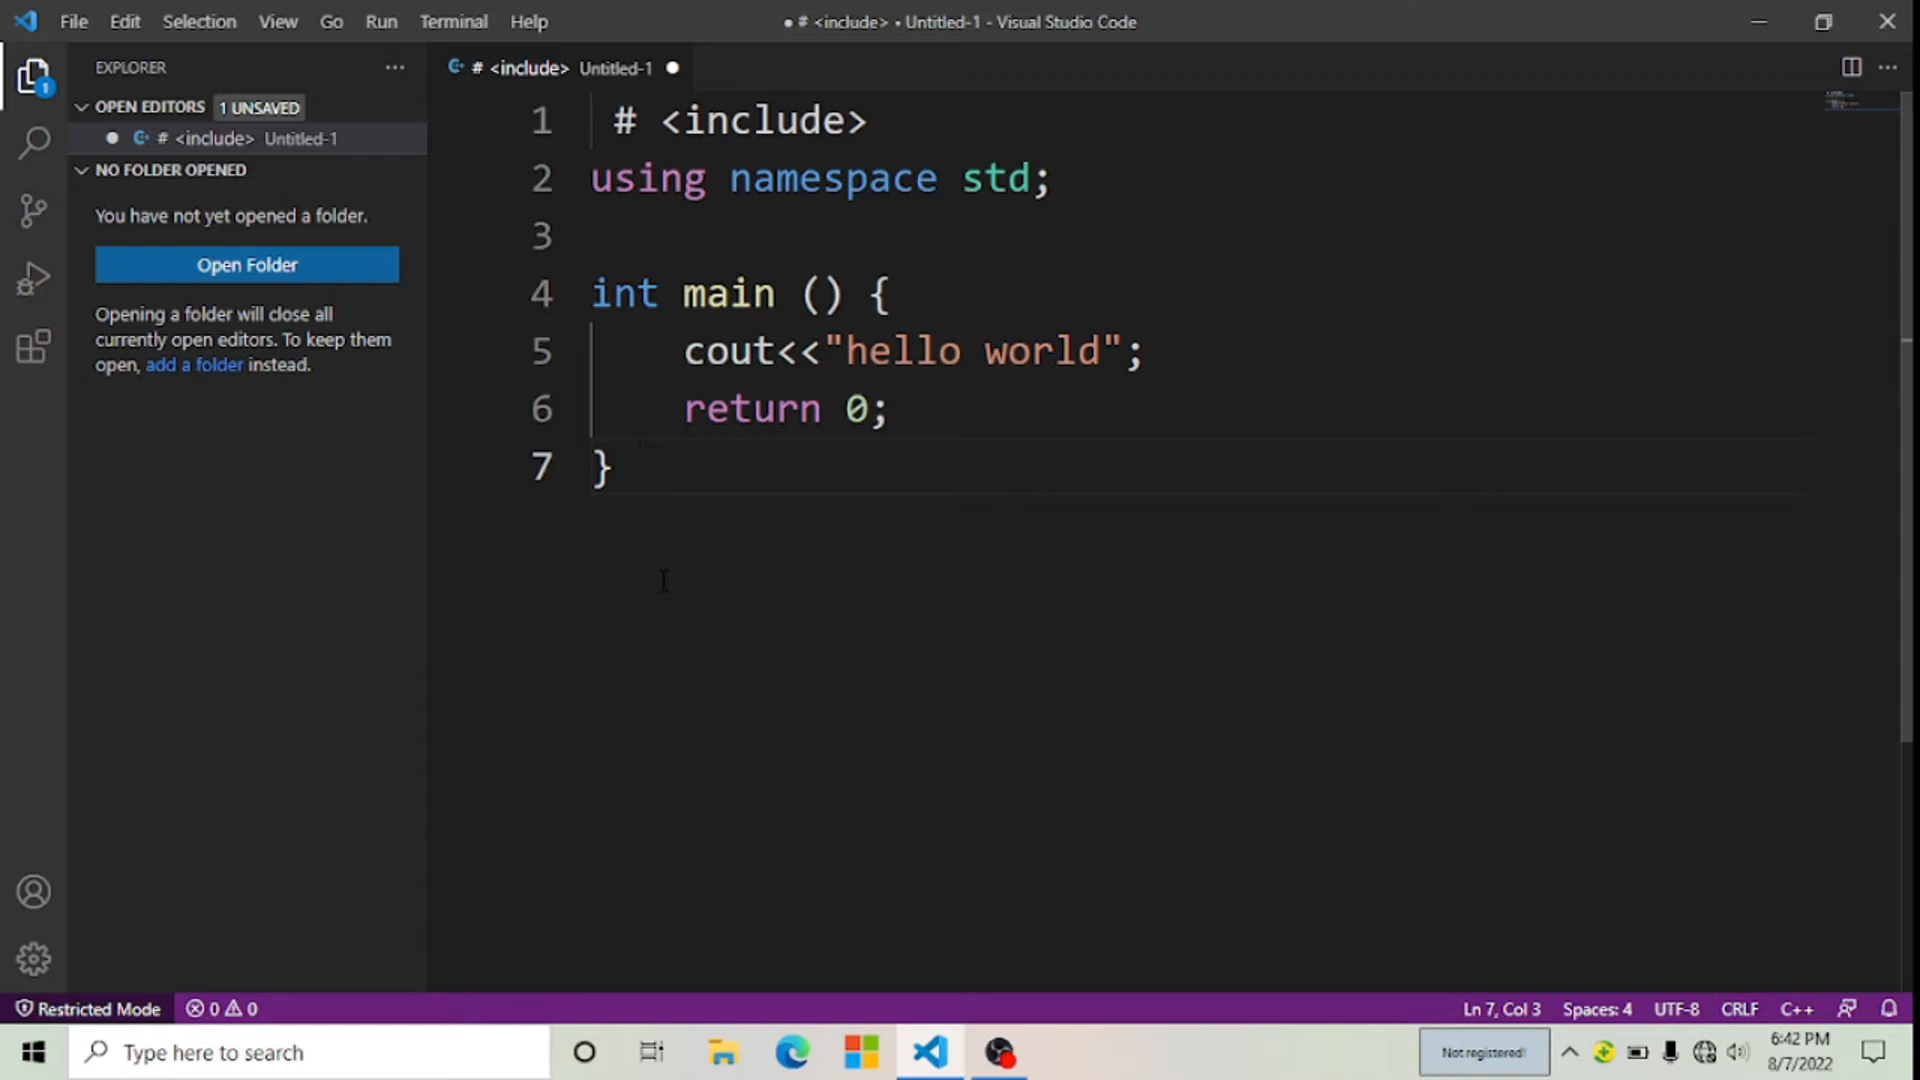 File Edit Selection View Go Run Terminal Help ● # <include> • Untitled-1 - Visual Studio Code
EXPLORER
# <include> Untitled-1
OPEN EDITORS 1 UNSAVED
# <include> Untitled-1
NO FOLDER OPENED
You have not yet opened a folder.
Open Folder
Opening a folder will close all
currently open editors. To keep them
open, add a folder instead.
1
1 # <include>
2 using namespace std;
3
4 int main () {
5 cout<<"hello world";
6 return 0;
7 }
Restricted Mode 0 0 Ln 7, Col 3 Spaces: 4 UTF-8 CRLF C++
Type here to search
Not registered!
6:42 PM
8/7/2022